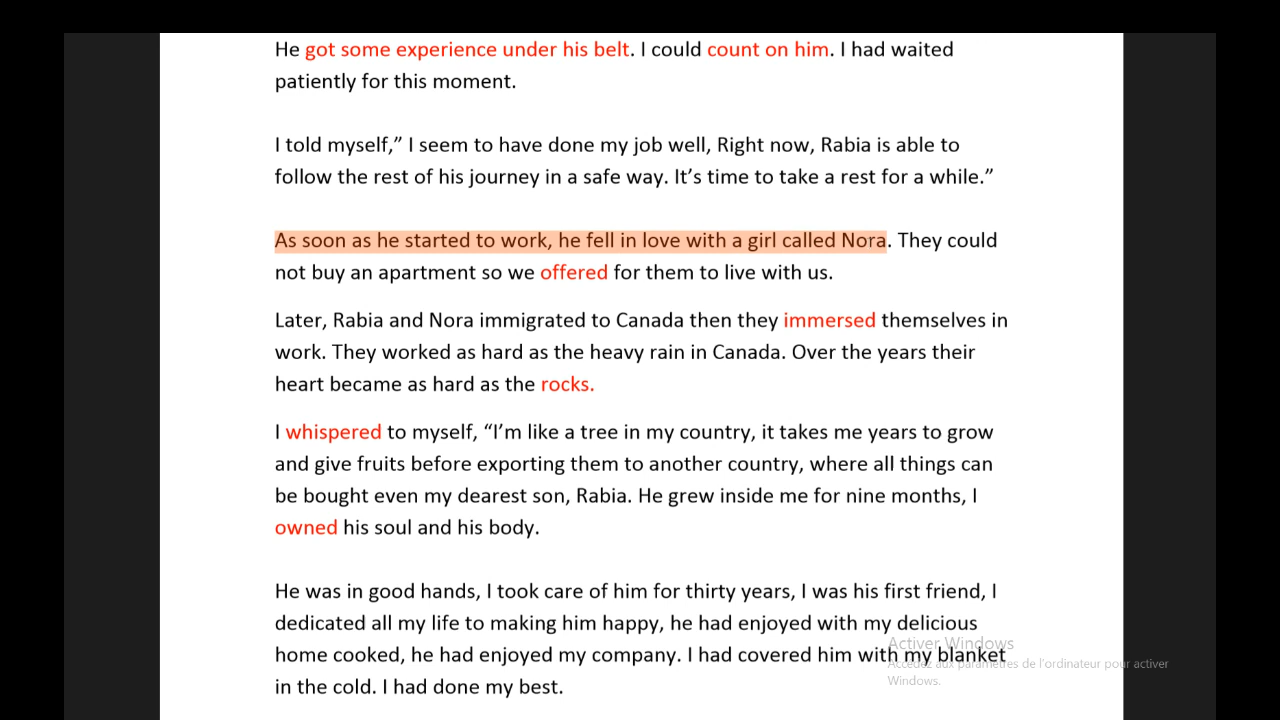 He got some experience under his belt. I could count on him. I had waited
patiently for this moment.
I told myself,” I seem to have done my job well, Right now, Rabia is able to
follow the rest of his journey in a safe way. It’s time to take a rest for a while.”
As soon as he started to work, he fell in love with a girl called Nora. They could
not buy an apartment so we offered for them to live with us.
Later, Rabia and Nora immigrated to Canada then they immersed themselves in
work. They worked as hard as the heavy rain in Canada. Over the years their
heart became as hard as the rocks.
I whispered to myself, “I’m like a tree in my country, it takes me years to grow
and give fruits before exporting them to another country, where all things can
be bought even my dearest son, Rabia. He grew inside me for nine months, I
owned his soul and his body.
He was in good hands, I took care of him for thirty years, I was his first friend, I
dedicated all my life to making him happy, he had enjoyed with my delicious
home cooked, he had enjoyed my company. I had covered him with my blanket
in the cold. I had done my best.
Activer Windows
Accédez aux paramètres de l'ordinateur pour activer
Windows.